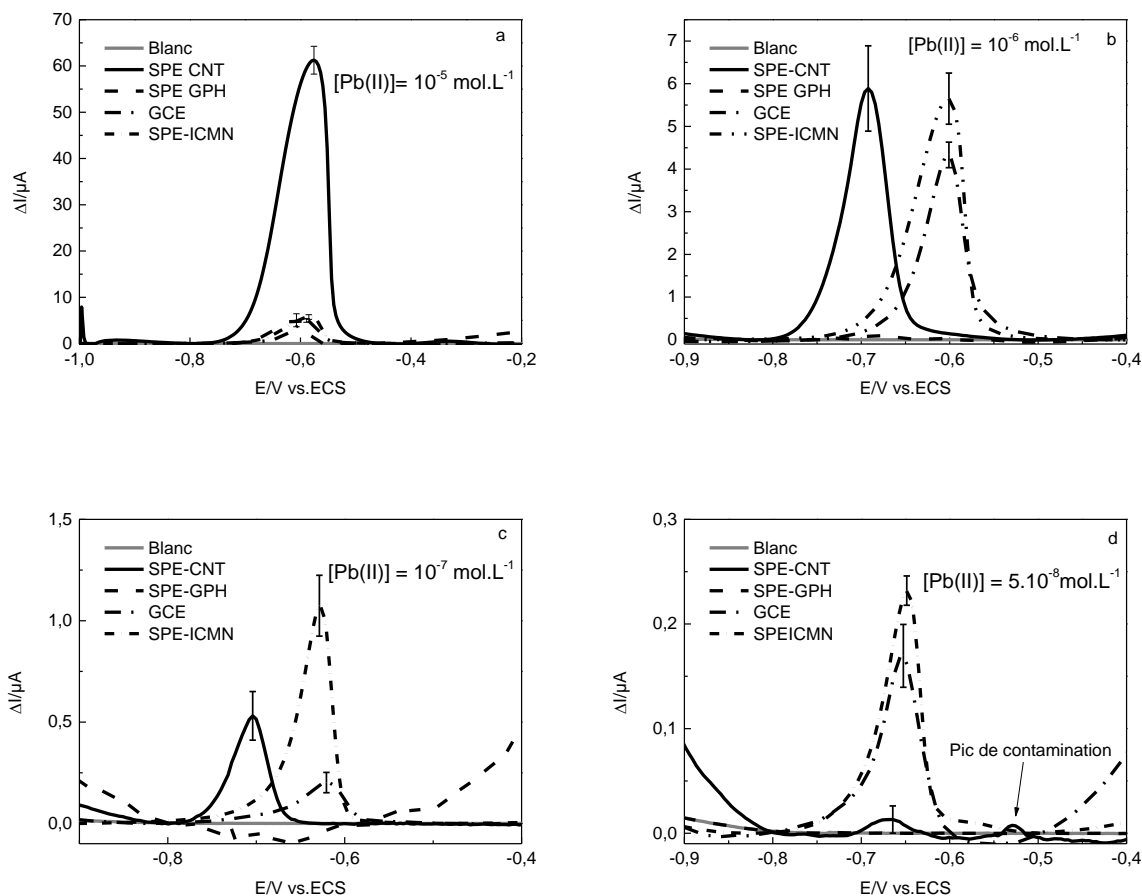 a
Blanc
SPE CNT
SPE GPH
GCE
SPE-ICMN
[Pb(II)]= 10⁻⁵ mol.L⁻¹
70
60
50
40
30
20
10
0
ΔI/µA
-1,0
-0,8
-0,6
-0,4
-0,2
E/V vs.ECS
b
Blanc
SPE-CNT
SPE GPH
GCE
SPE-ICMN
[Pb(II)] = 10⁻⁶ mol.L⁻¹
7
6
5
4
3
2
1
0
ΔI/µA
-0,9
-0,8
-0,7
-0,6
-0,5
-0,4
E/V vs.ECS
c
Blanc
SPE-CNT
SPE-GPH
GCE
SPE-ICMN
[Pb(II)] = 10⁻⁷ mol.L⁻¹
1,5
1,0
0,5
0,0
ΔI/µA
-0,8
-0,6
-0,4
E/V vs.ECS
d
Blanc
SPE-CNT
SPE-GPH
GCE
SPEICMN
[Pb(II)] = 5.10⁻⁸mol.L⁻¹
Pic de contamination
0,3
0,2
0,1
0,0
ΔI/µA
-0,9
-0,8
-0,7
-0,6
-0,5
-0,4
E/V vs.ECS